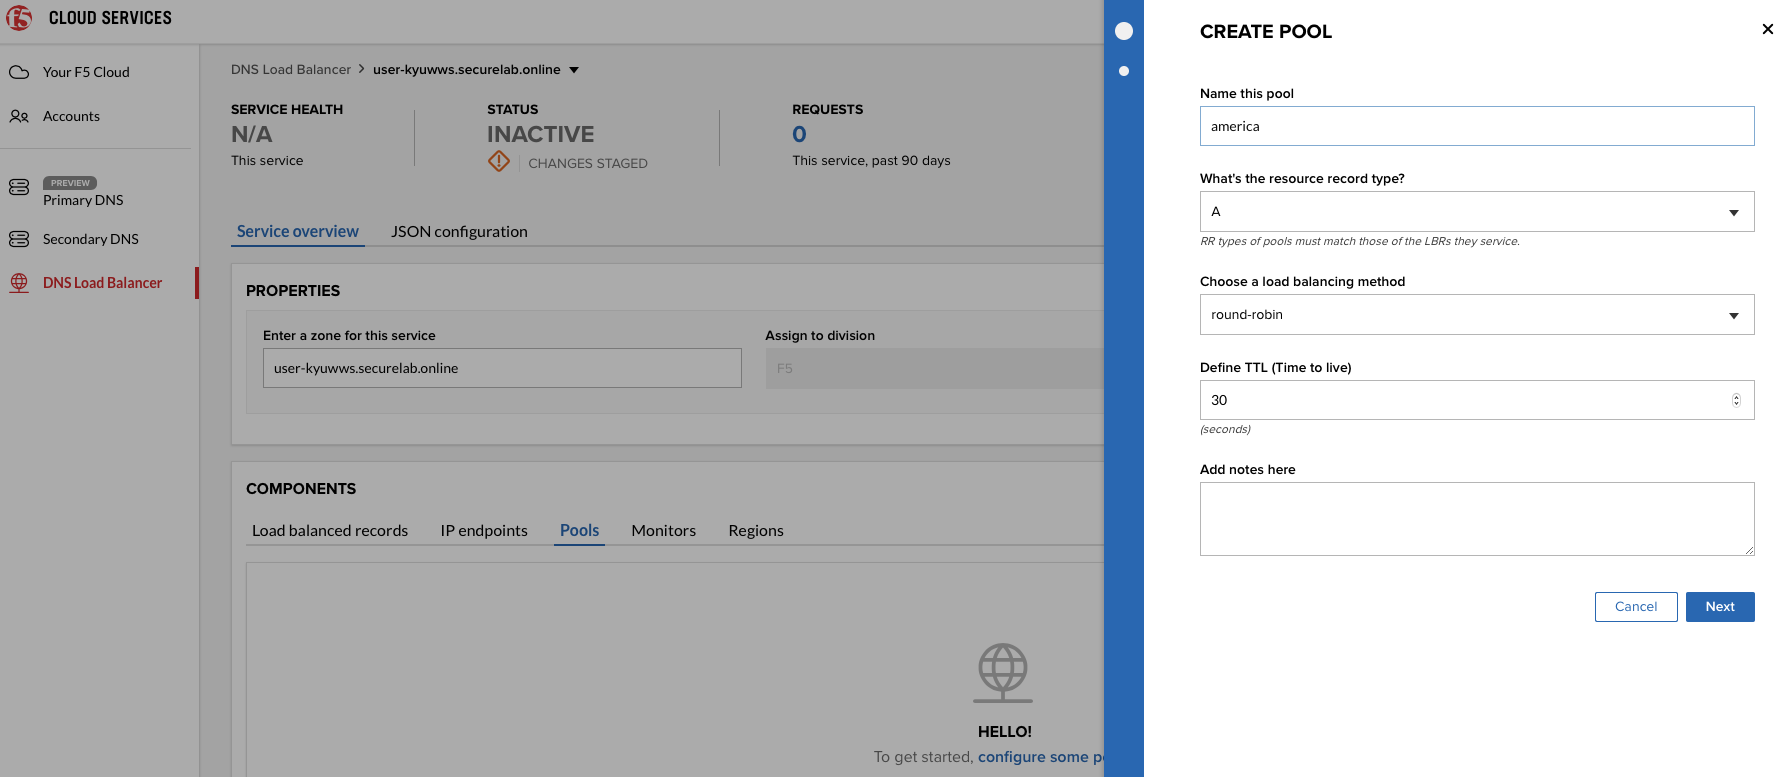 CLOUD SERVICES
Your F5 Cloud
Accounts
PREVIEW
Primary DNS
Secondary DNS
DNS Load Balancer
DNS Load Balancer > user-kyuwws.securelab.online
SERVICE HEALTH
N/A
This service
STATUS
INACTIVE
CHANGES STAGED
REQUESTS
0
This service, past 90 days
Service overview JSON configuration
PROPERTIES
Enter a zone for this service
user-kyuwws.securelab.online
Assign to division
F5
COMPONENTS
Load balanced records IP endpoints Pools Monitors Regions
HELLO!
To get started, configure some p
CREATE POOL
Name this pool
america
What's the resource record type?
A
RR types of pools must match those of the LBRs they service.
Choose a load balancing method
round-robin
Define TTL (Time to live)
30
(seconds)
Add notes here
Cancel Next